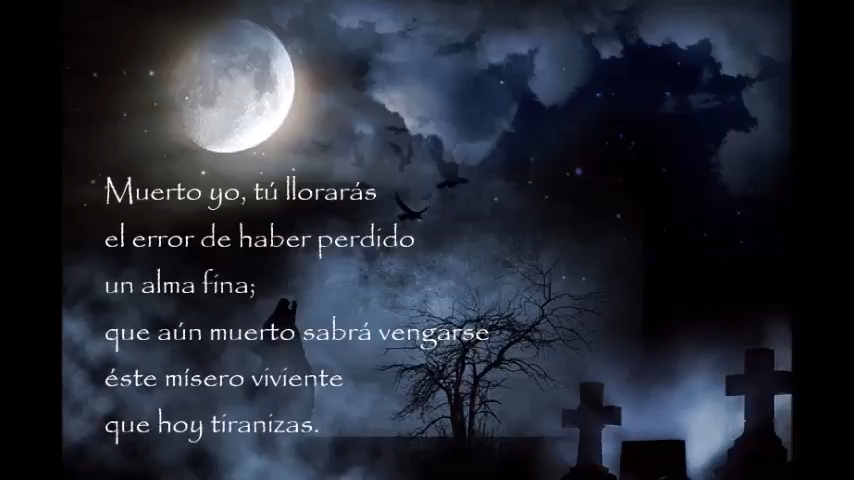 Muerto yo, tú llorarás
el error de haber perdido
un alma fina;
que aún muerto sabrá vengarse
éste mísero viviente
que hoy tiranizas.